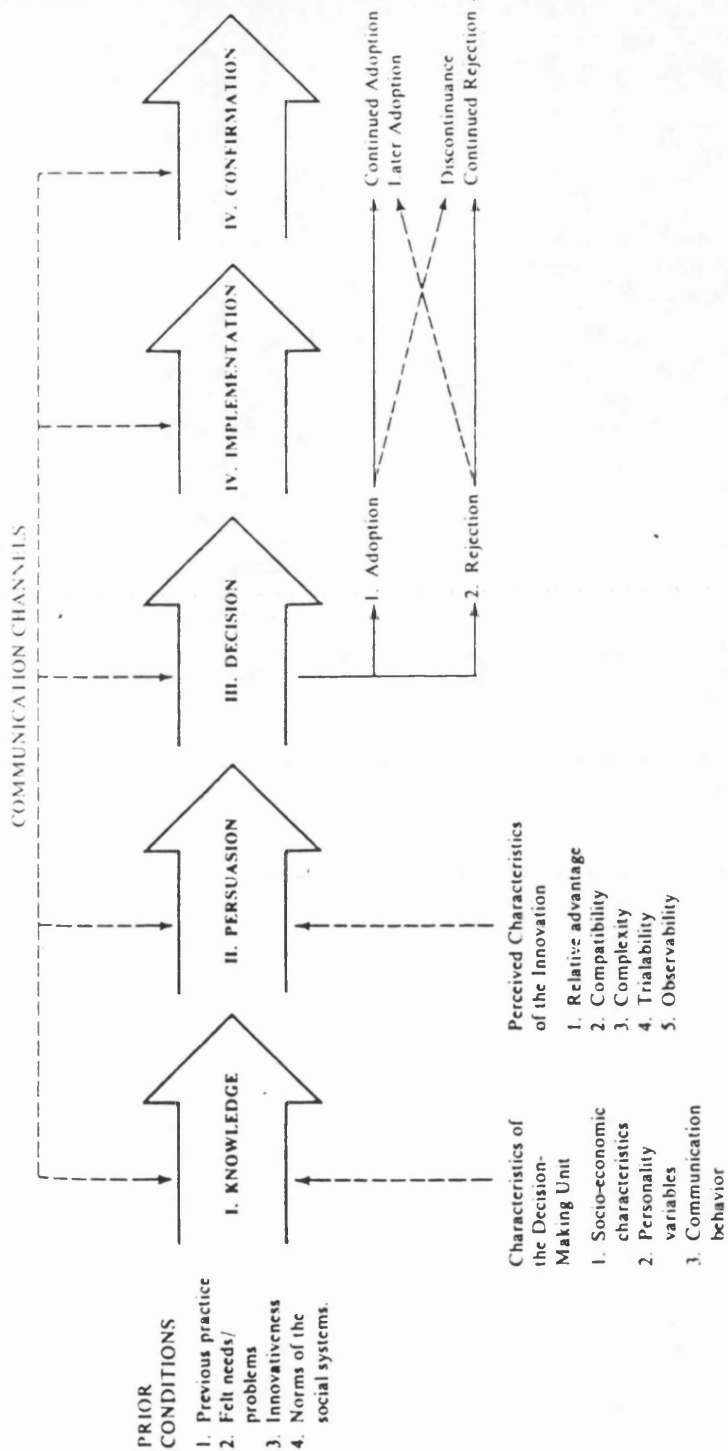 COMMUNICATION CHANNELS
PRIOR
CONDITIONS
1. Previous practice
2. Felt needs/
problems
3. Innovativeness
4. Norms of the
social systems.
I. KNOWLEDGE
II. PERSUASION
III. DECISION
IV. IMPLEMENTATION
IV. CONFIRMATION
Characteristics of
the Decision-
Making Unit
1. Socio-economic
characteristics
2. Personality
variables
3. Communication
behavior
Perceived Characteristics
of the Innovation
1. Relative advantage
2. Compatibility
3. Complexity
4. Trialability
5. Observability
1. Adoption
2. Rejection
Continued Adoption
Later Adoption
Discontinuance
Continued Rejection